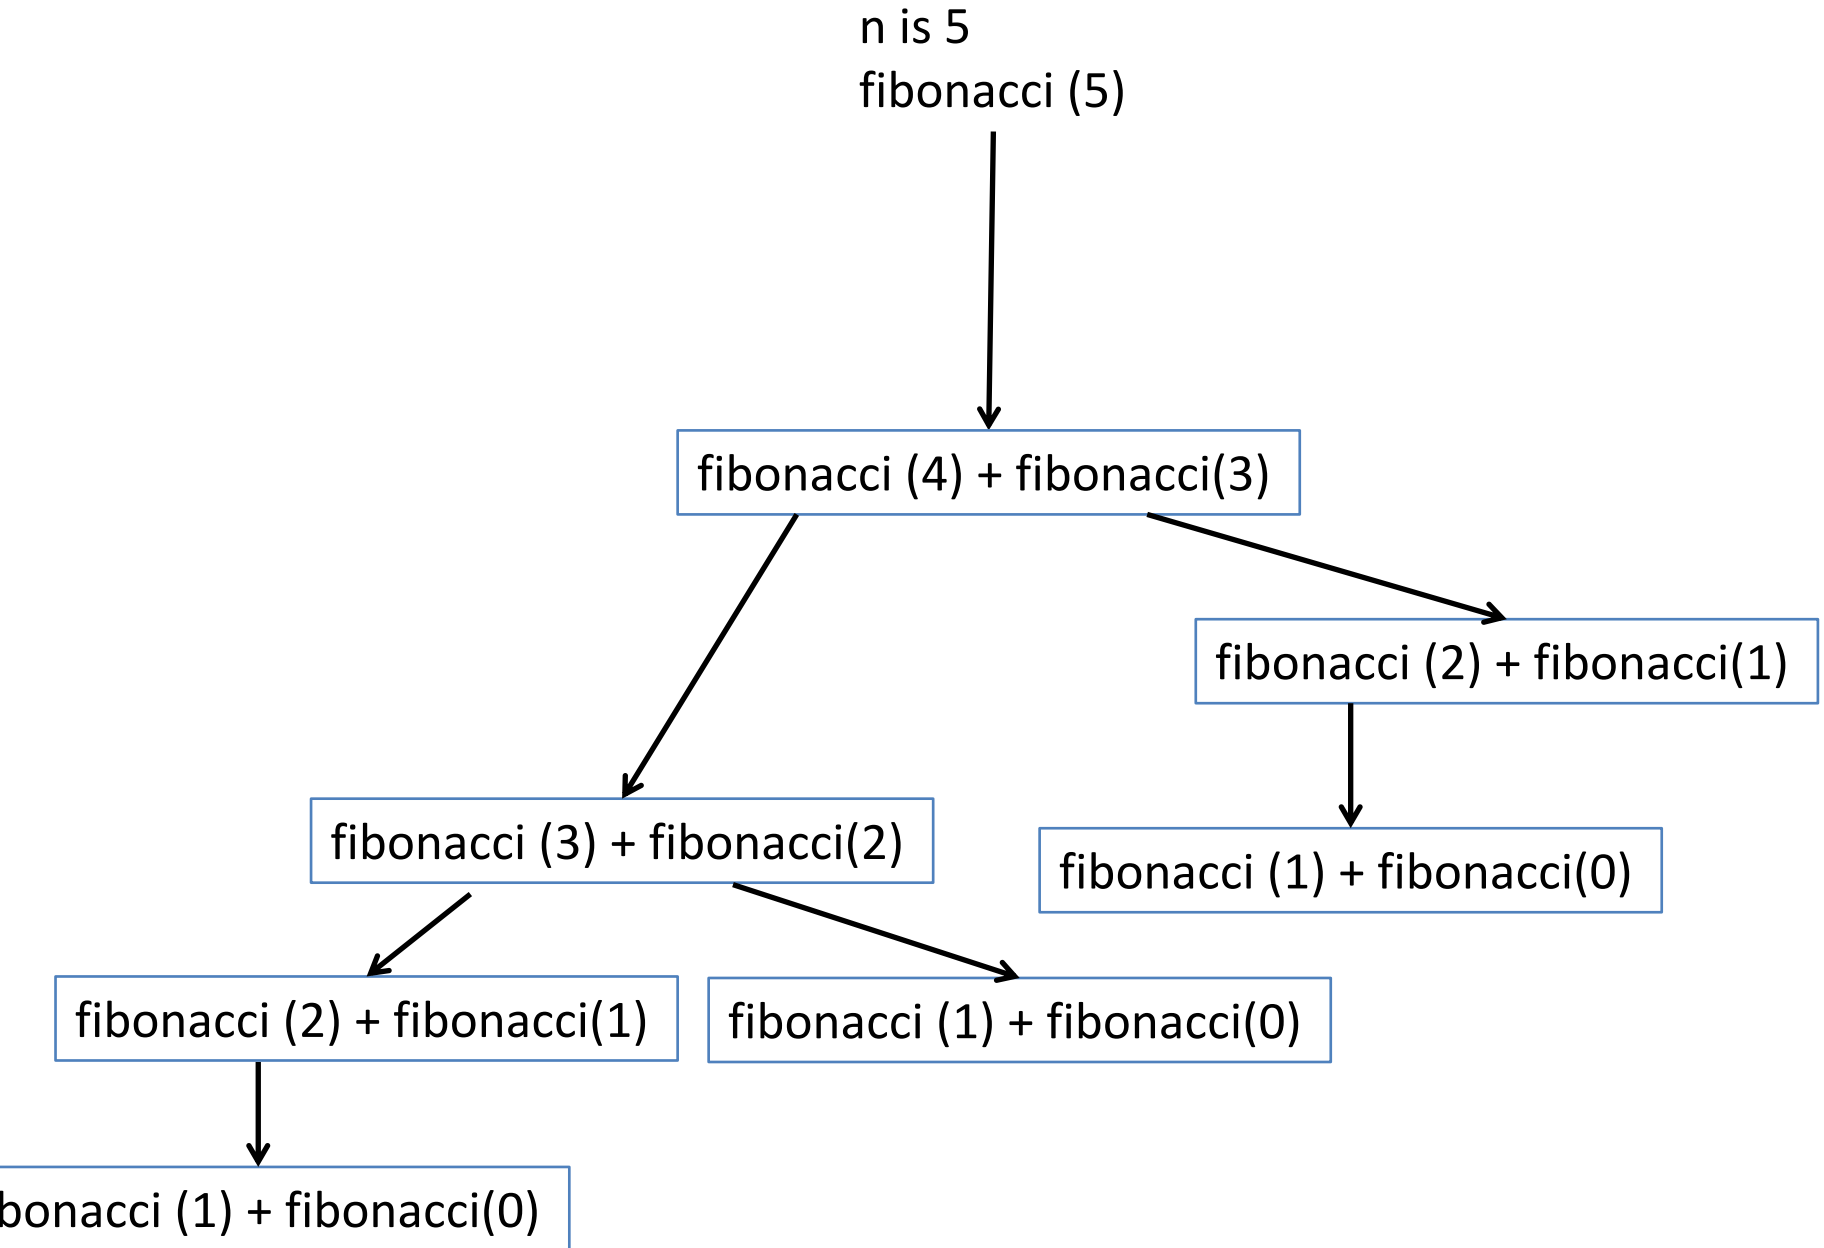 n is 5
fibonacci (5)
fibonacci (4) + fibonacci(3)
fibonacci (2) + fibonacci(1)
fibonacci (3) + fibonacci(2)
fibonacci (1) + fibonacci(0)
fibonacci (2) + fibonacci(1)
fibonacci (1) + fibonacci(0)
bonacci (1) + fibonacci(0)